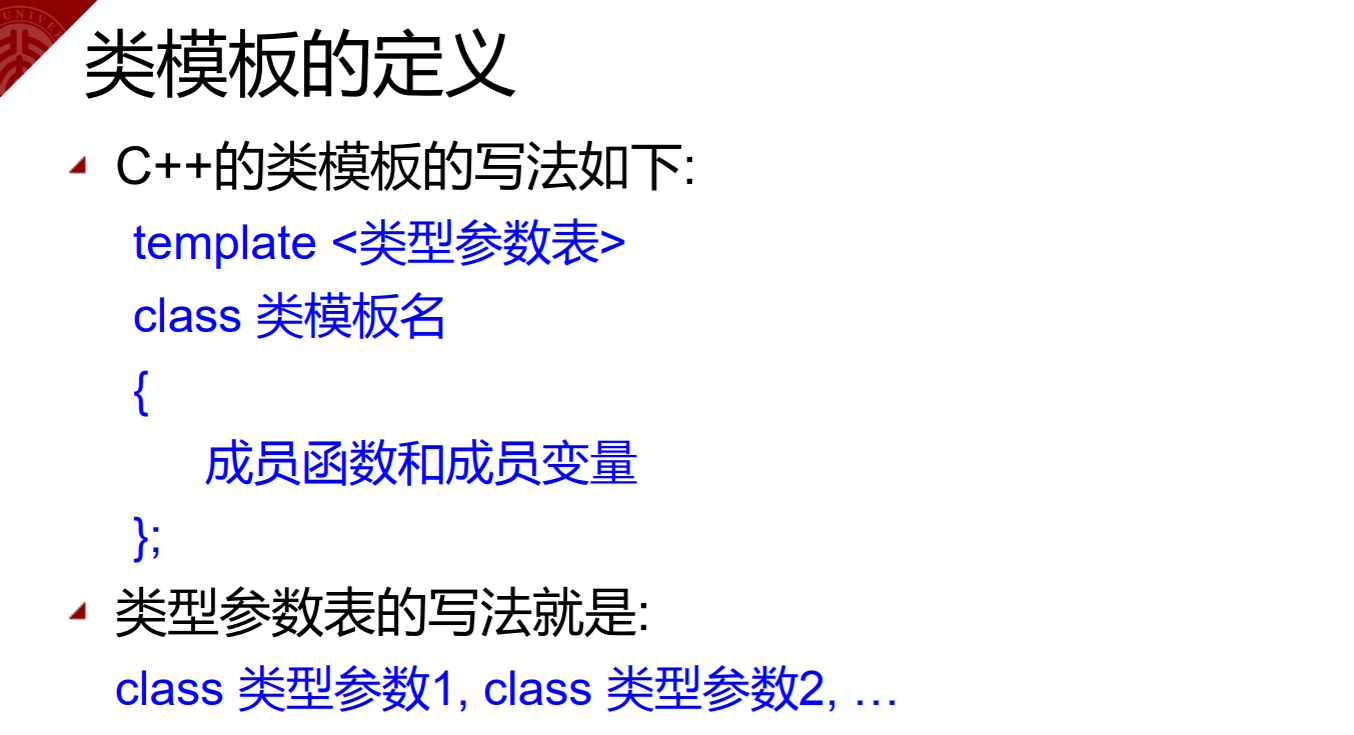 类模板的定义
C++的类模板的写法如下:
template <类型参数表>
class 类模板名
{
成员函数和成员变量
};
类型参数表的写法就是:
class 类型参数1, class 类型参数2, …